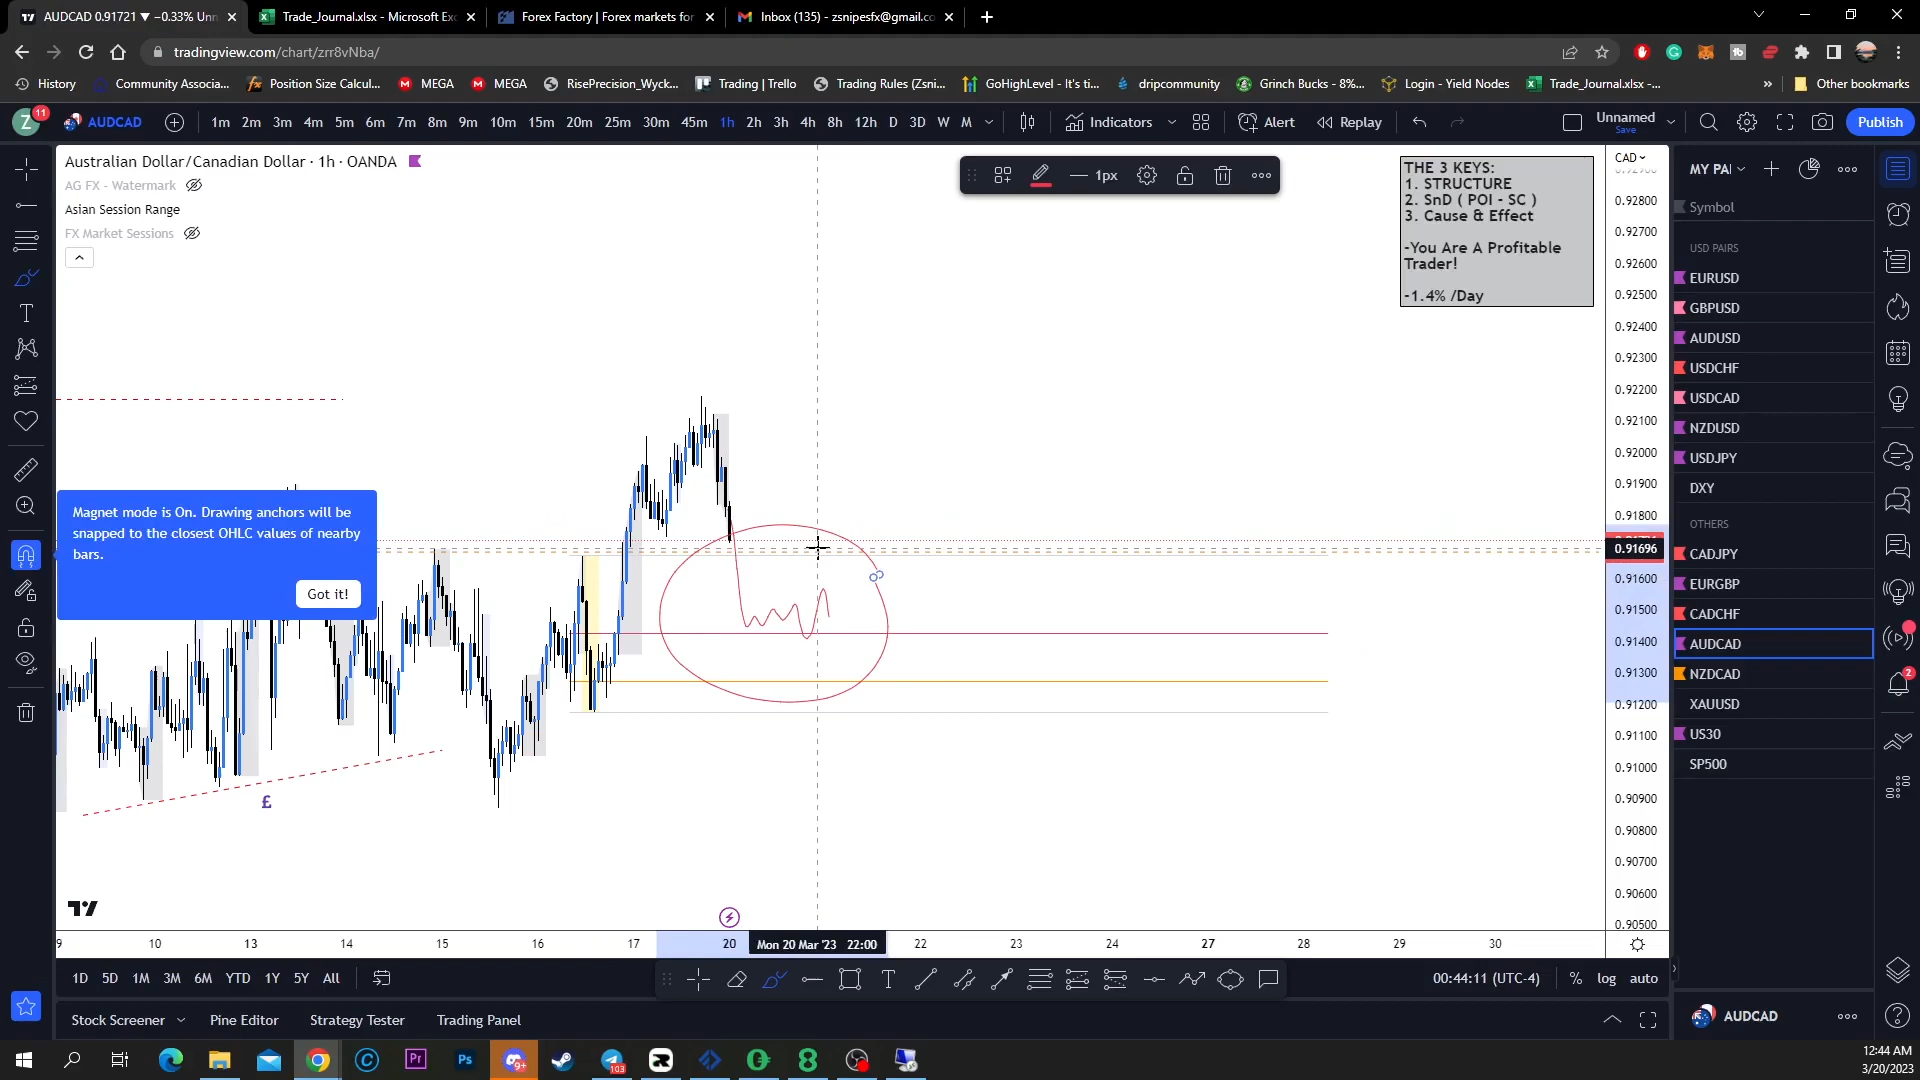 AUDCAD 0.91721 ▼ −0.33% Unn
Trade_Journal.xlsx - Microsoft Exc
Forex Factory | Forex markets for
Inbox (135) - zsnipesfx@gmail.co
tradingview.com/chart/zrr8vNba/
History
Community Associa...
Position Size Calcul...
MEGA
MEGA
RisePrecision_Wyck...
Trading | Trello
Trading Rules (Zsni...
GoHighLevel - It's ti...
dripcommunity
Grinch Bucks - 8%...
Login - Yield Nodes
Trade_Journal.xlsx -...
»
Other bookmarks
Z
11
AUDCAD
1m 2m 3m 4m 5m 6m 7m 8m 9m 10m 15m 20m 25m 30m 45m 1h 2h 3h 4h 8h 12h D 3D W M
Indicators
Alert
Replay
Unnamed
Save
Publish
Australian Dollar/Canadian Dollar · 1h · OANDA
AG FX - Watermark
Asian Session Range
FX Market Sessions
1px
THE 3 KEYS:
1. STRUCTURE
2. SnD ( POI - SC )
3. Cause & Effect
-You Are A Profitable
Trader!
-1.4% /Day
CAD
0.92800
0.92700
0.92600
0.92500
0.92400
0.92300
0.92200
0.92100
0.92000
0.91900
0.91800
0.91696
0.91600
0.91500
0.91400
0.91300
0.91200
0.91100
0.91000
0.90900
0.90800
0.90700
0.90600
0.90500
MY PAI
Symbol
USD PAIRS
EURUSD
GBPUSD
AUDUSD
USDCHF
USDCAD
NZDUSD
USDJPY
DXY
OTHERS
CADJPY
EURGBP
CADCHF
AUDCAD
NZDCAD
XAUUSD
US30
SP500
2
Magnet mode is On. Drawing anchors will be
snapped to the closest OHLC values of nearby
bars.
Got it!
£
9 10 13 14 15 16 17 20 Mon 20 Mar '23 22:00 22 23 24 27 28 29 30
1D 5D 1M 3M 6M YTD 1Y 5Y All
00:44:11 (UTC-4)
% log auto
Stock Screener
Pine Editor
Strategy Tester
Trading Panel
AUDCAD
Pr
Ps
9+
103
12:44 AM
3/20/2023